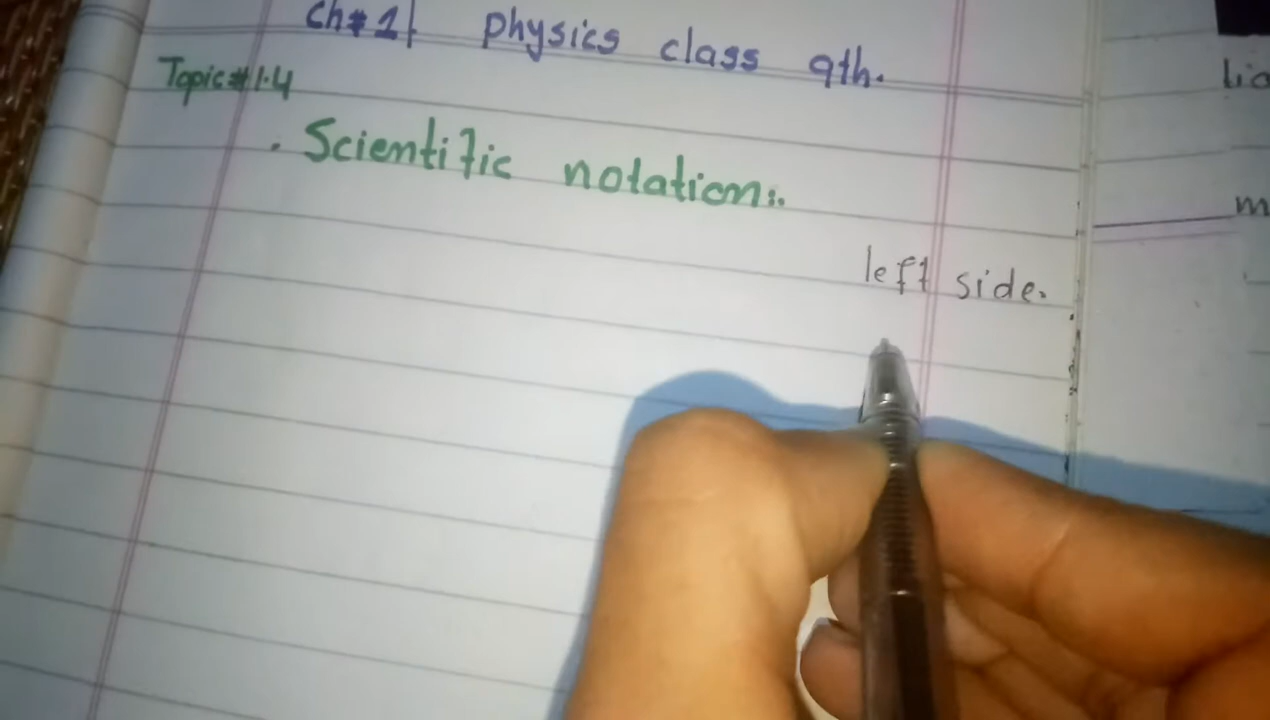 Ch#1 physics class 9th.
Topic#1.4
. Scientific notation:.
left side.